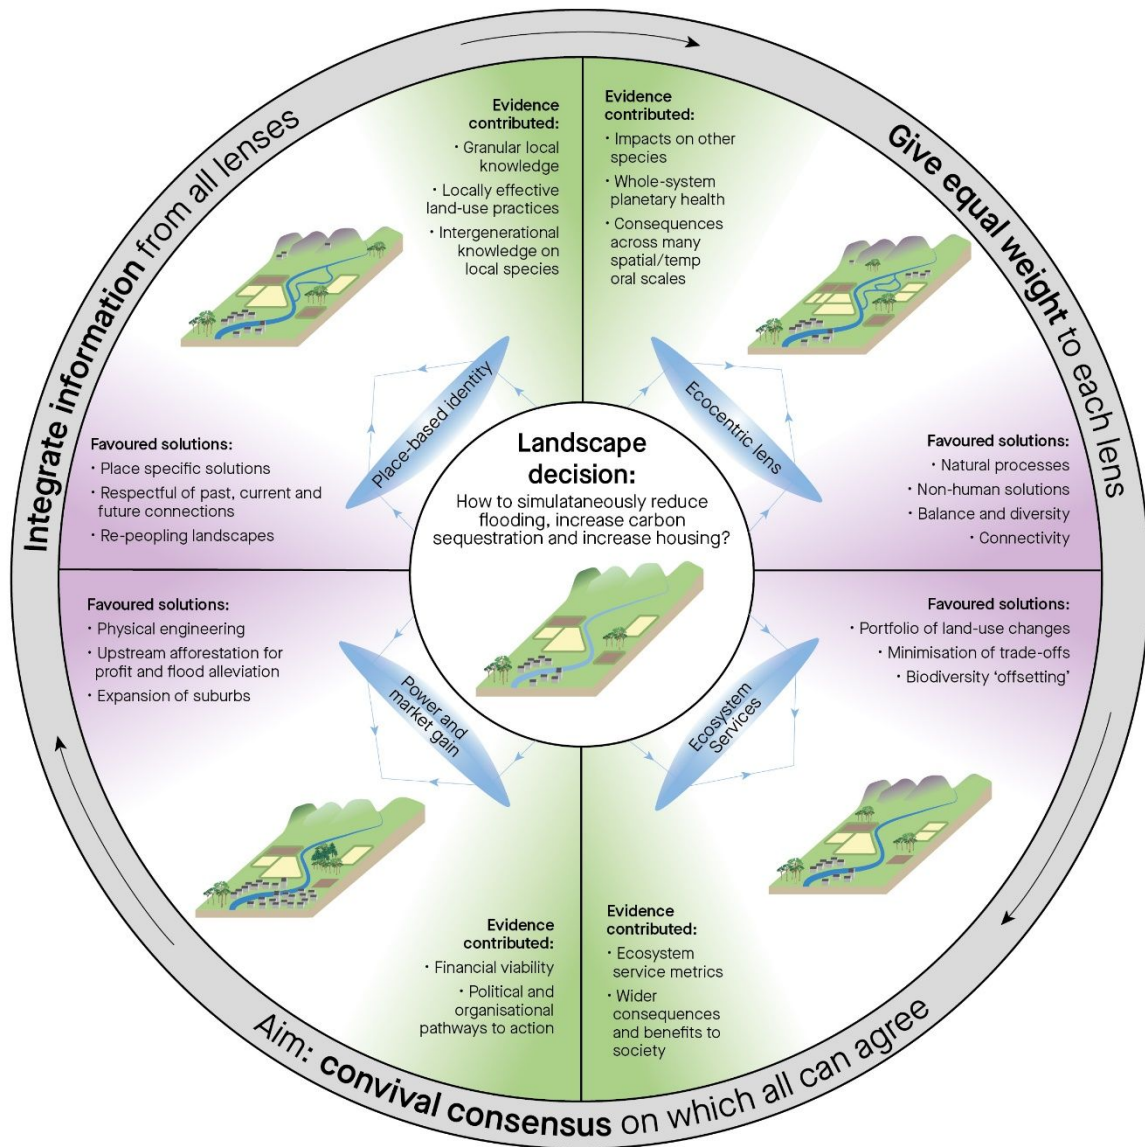 Integrate information from all lenses
Give equal weight to each lens
Aim: convival consensus on which all can agree
Evidence
contributed:
· Granular local
knowledge
· Locally effective
land-use practices
· Intergenerational
knowledge on
local species
Evidence
contributed:
· Impacts on other
species
· Whole-system
planetary health
· Consequences
across many
spatial/temp
oral scales
Place-based identity
Ecocentric lens
Favoured solutions:
· Place specific solutions
· Respectful of past, current and
future connections
· Re-peopling landscapes
Landscape
decision:
How to simulataneously reduce
flooding, increase carbon
sequestration and increase housing?
Favoured solutions:
· Natural processes
· Non-human solutions
· Balance and diversity
· Connectivity
Favoured solutions:
· Physical engineering
· Upstream afforestation for
profit and flood alleviation
· Expansion of suburbs
Favoured solutions:
· Portfolio of land-use changes
· Minimisation of trade-offs
· Biodiversity ‘offsetting’
Power and
market gain
Ecosystem
Services
Evidence
contributed:
· Financial viability
· Political and
organisational
pathways to action
Evidence
contributed:
· Ecosystem
service metrics
· Wider
consequences
and benefits to
society